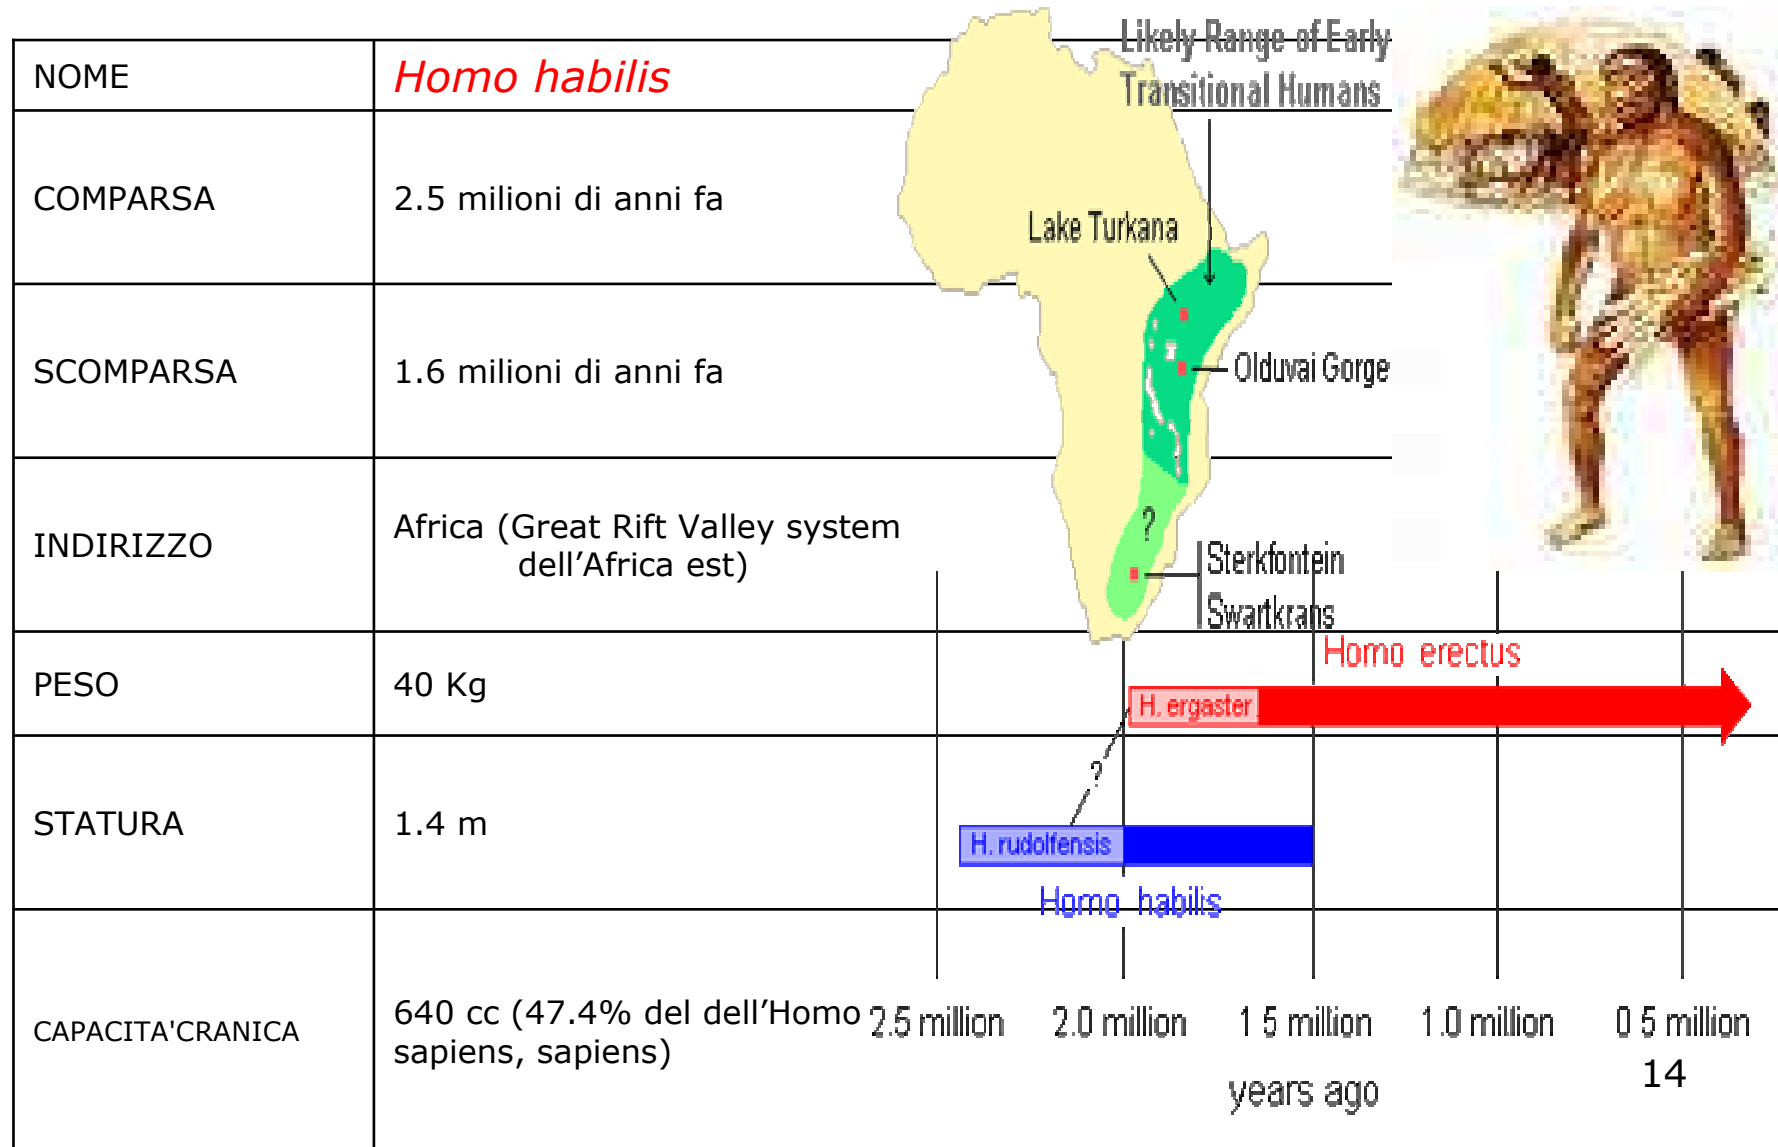 NOME
Homo habilis
COMPARSA
2.5 milioni di anni fa
SCOMPARSA
1.6 milioni di anni fa
INDIRIZZO
Africa (Great Rift Valley system
dell’Africa est)
PESO
40 Kg
STATURA
1.4 m
CAPACITA'CRANICA
640 cc (47.4% del dell’Homo
sapiens, sapiens)
Likely Range of Early
Transitional Humans
Lake Turkana
Olduvai Gorge
?
Sterkfontein
Swartkrans
Homo erectus
H. ergaster
?
H. rudolfensis
Homo habilis
2.5 million 2.0 million 1 5 million 1.0 million 0 5 million
years ago
14